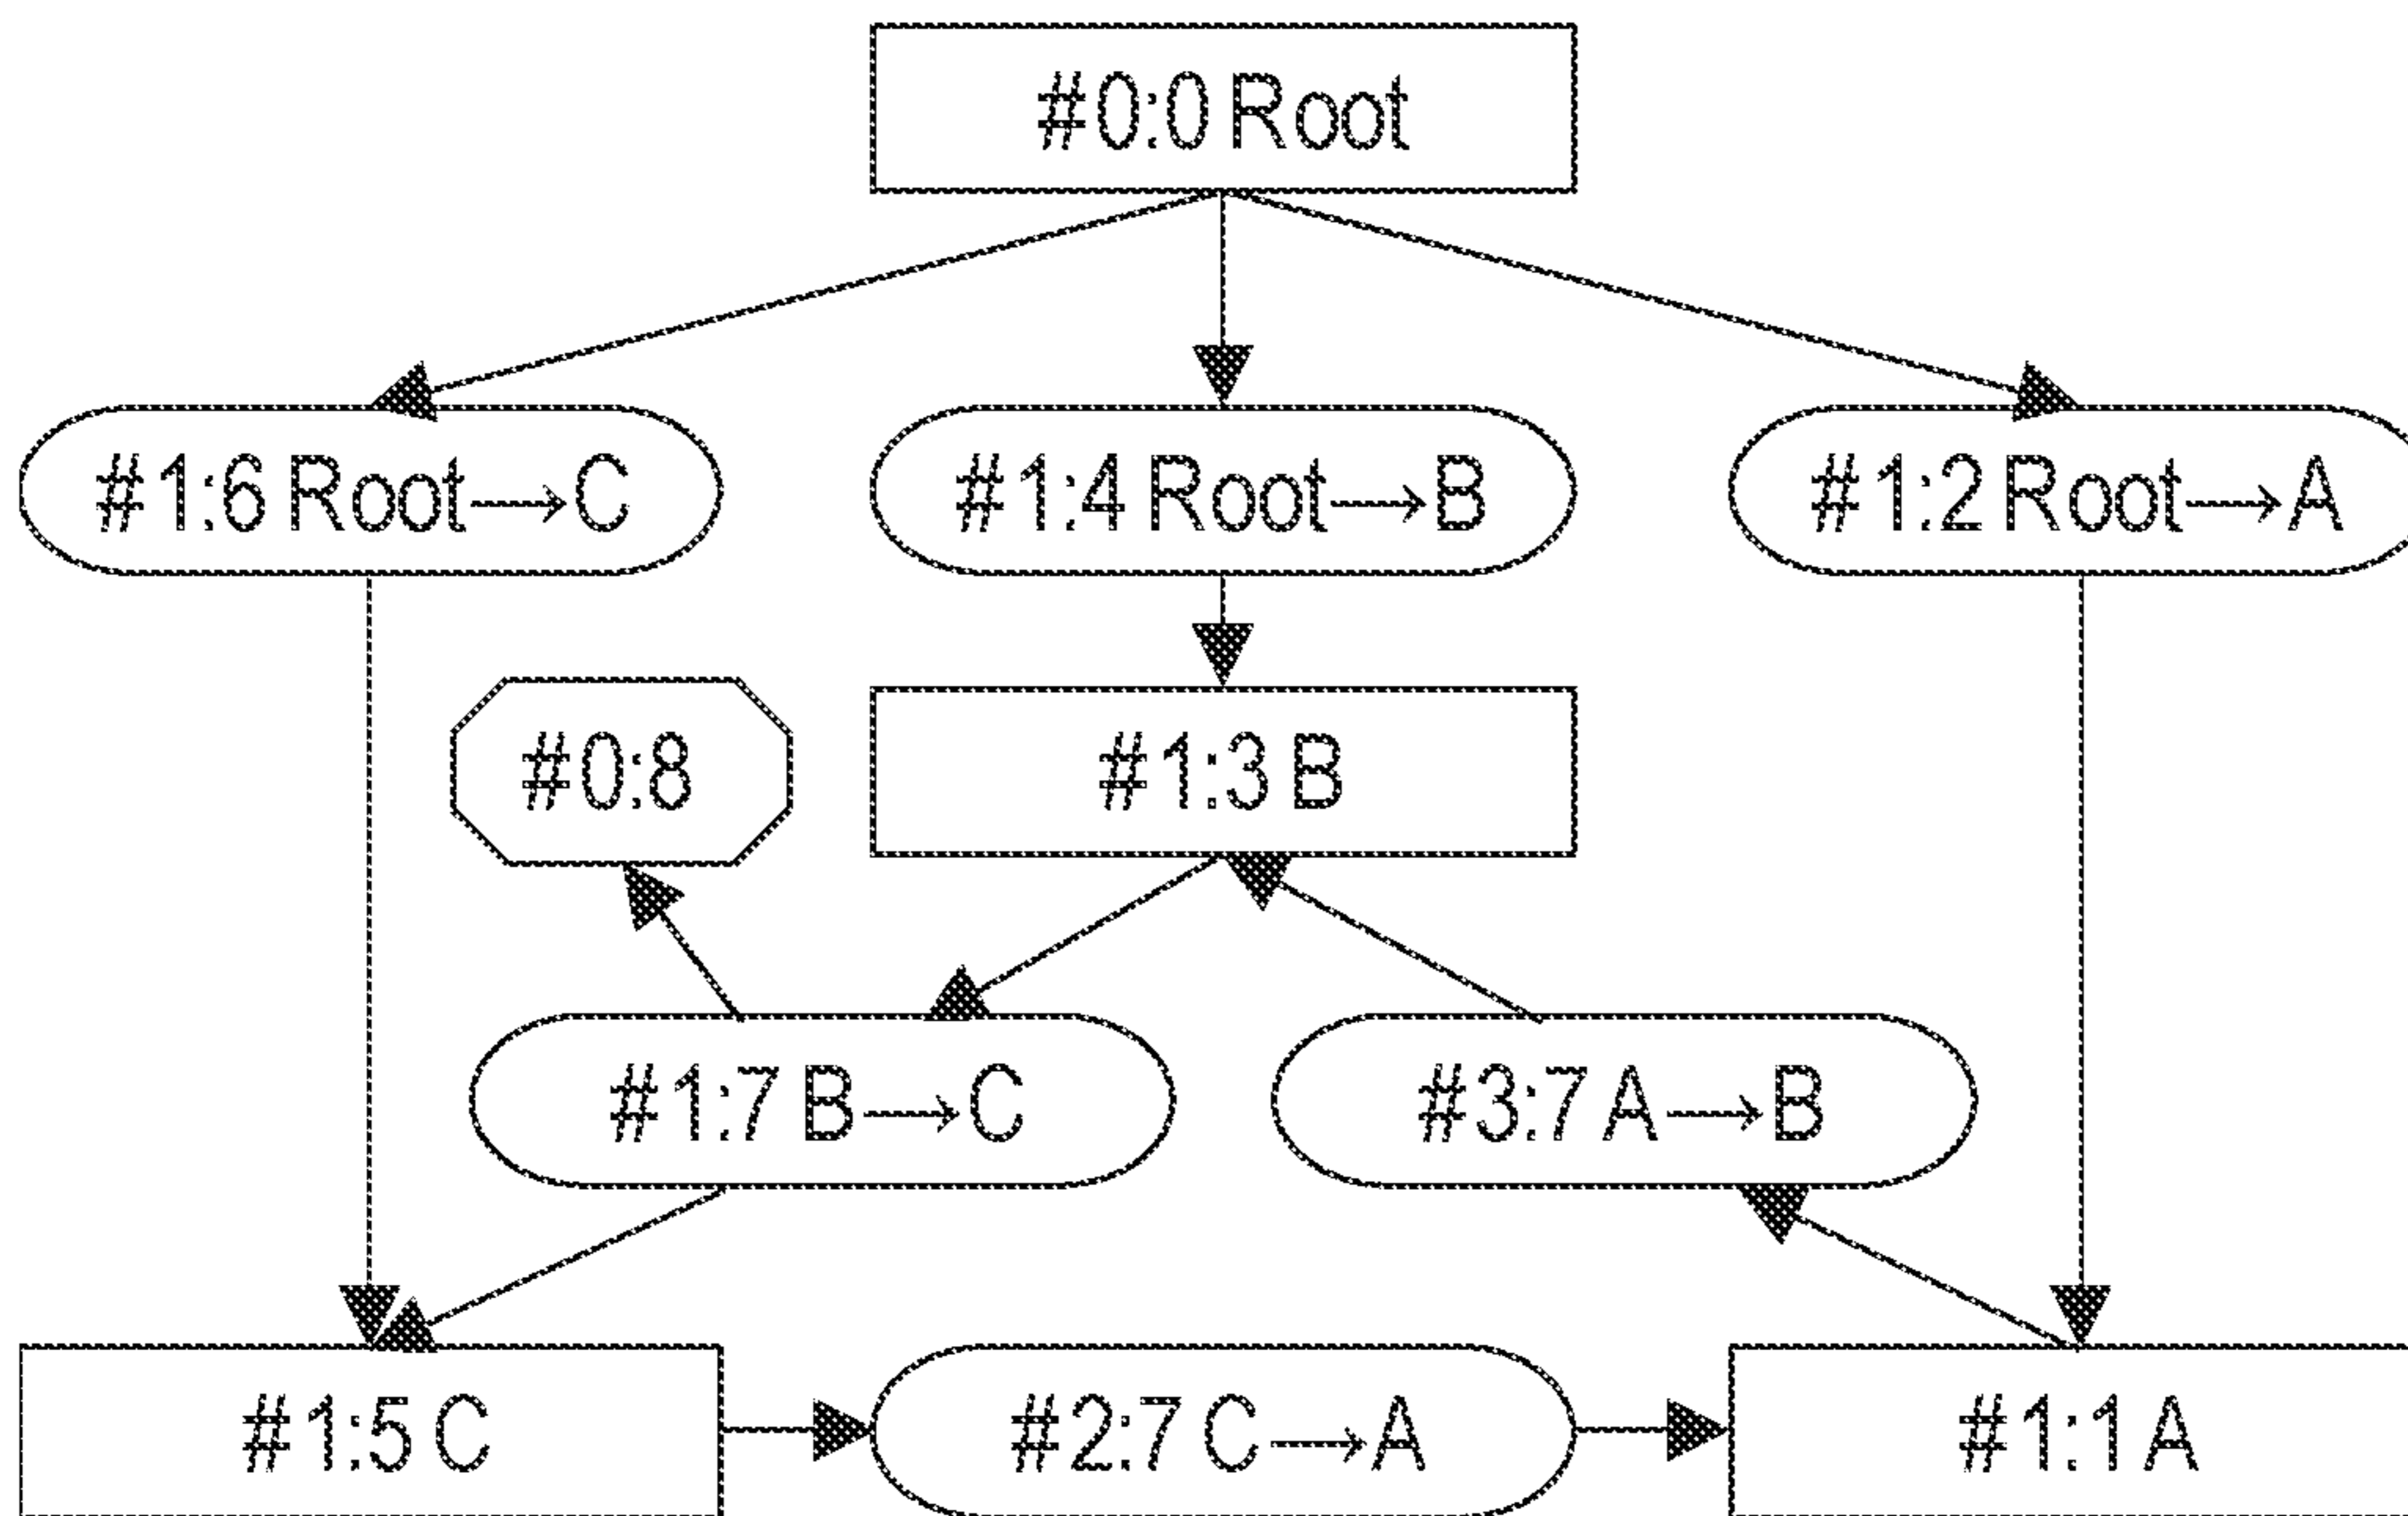 #0:0 Root
#1:6 Root→C
#1:4 Root→B
#1:2 Root→A
#0:8
#1:3 B
#1:7 B→C
#3:7 A→B
#1:5 C
#2:7 C→A
#1:1 A